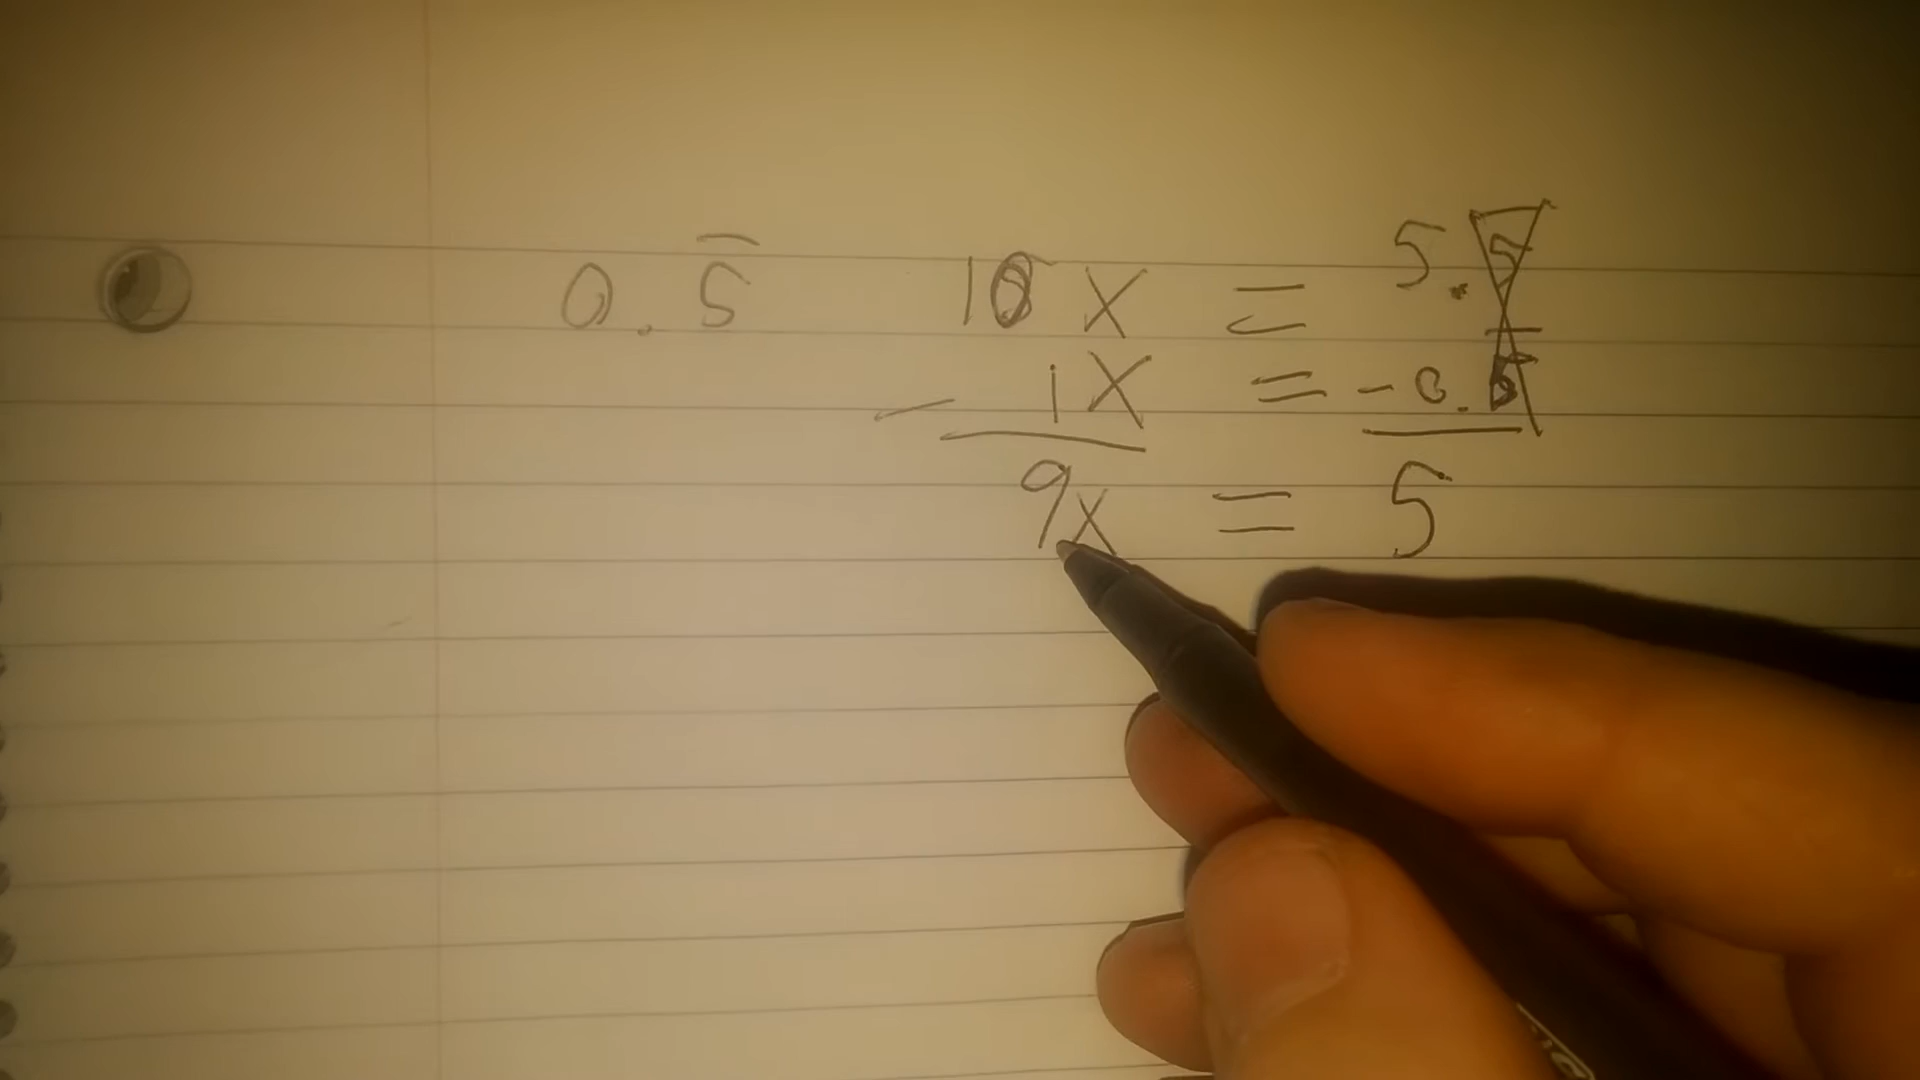 0.5̅ 10x = 5.5̅
- 1x = -0.5̅
9x = 5